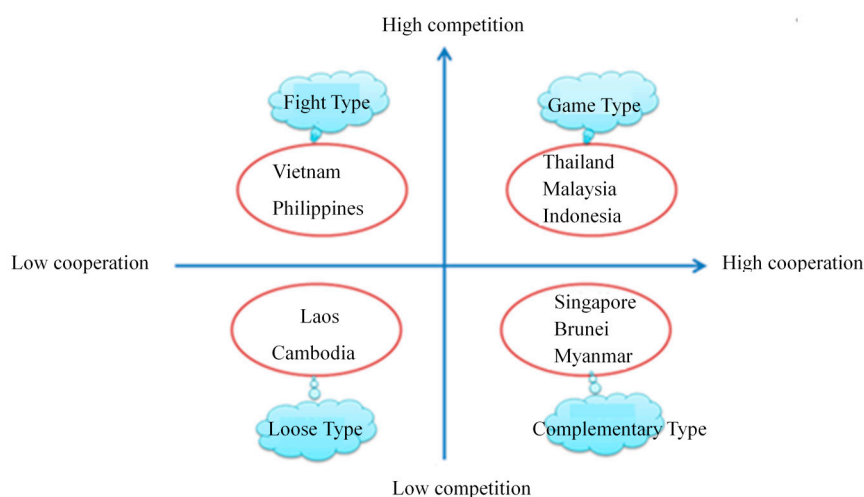 High competition
Fight Type
Game Type
Vietnam
Philippines
Thailand
Malaysia
Indonesia
Low cooperation
High cooperation
Laos
Cambodia
Singapore
Brunei
Myanmar
Loose Type
Complementary Type
Low competition